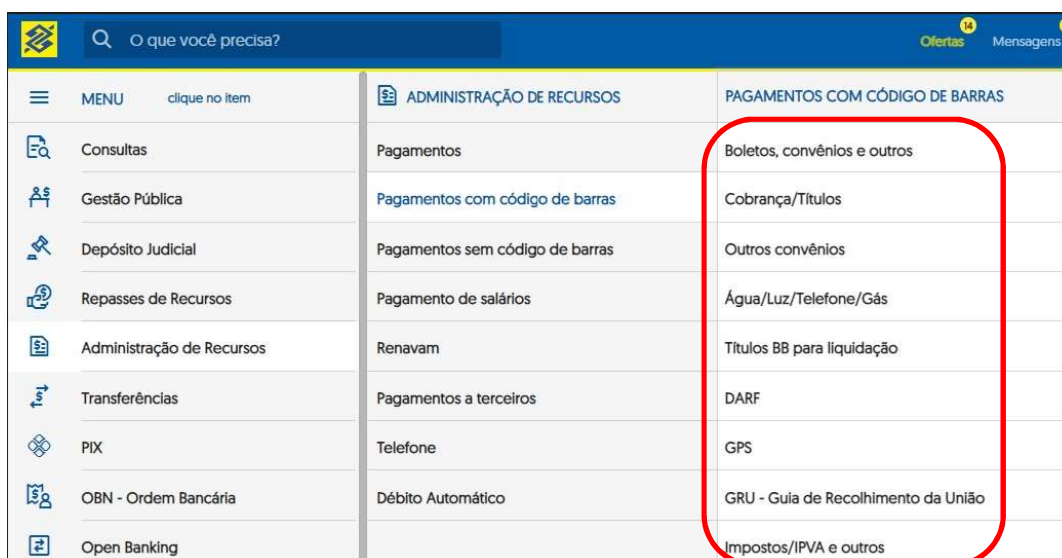 O que você precisa?
14
Ofertas
Mensagens
MENU clique no item
Consultas
Gestão Pública
Depósito Judicial
Repasses de Recursos
Administração de Recursos
Transferências
PIX
OBN - Ordem Bancária
Open Banking
ADMINISTRAÇÃO DE RECURSOS
Pagamentos
Pagamentos com código de barras
Pagamentos sem código de barras
Pagamento de salários
Renavam
Pagamentos a terceiros
Telefone
Débito Automático
PAGAMENTOS COM CÓDIGO DE BARRAS
Boletos, convênios e outros
Cobrança/Títulos
Outros convênios
Água/Luz/Telefone/Gás
Títulos BB para liquidação
DARF
GPS
GRU - Guia de Recolhimento da União
Impostos/IPVA e outros